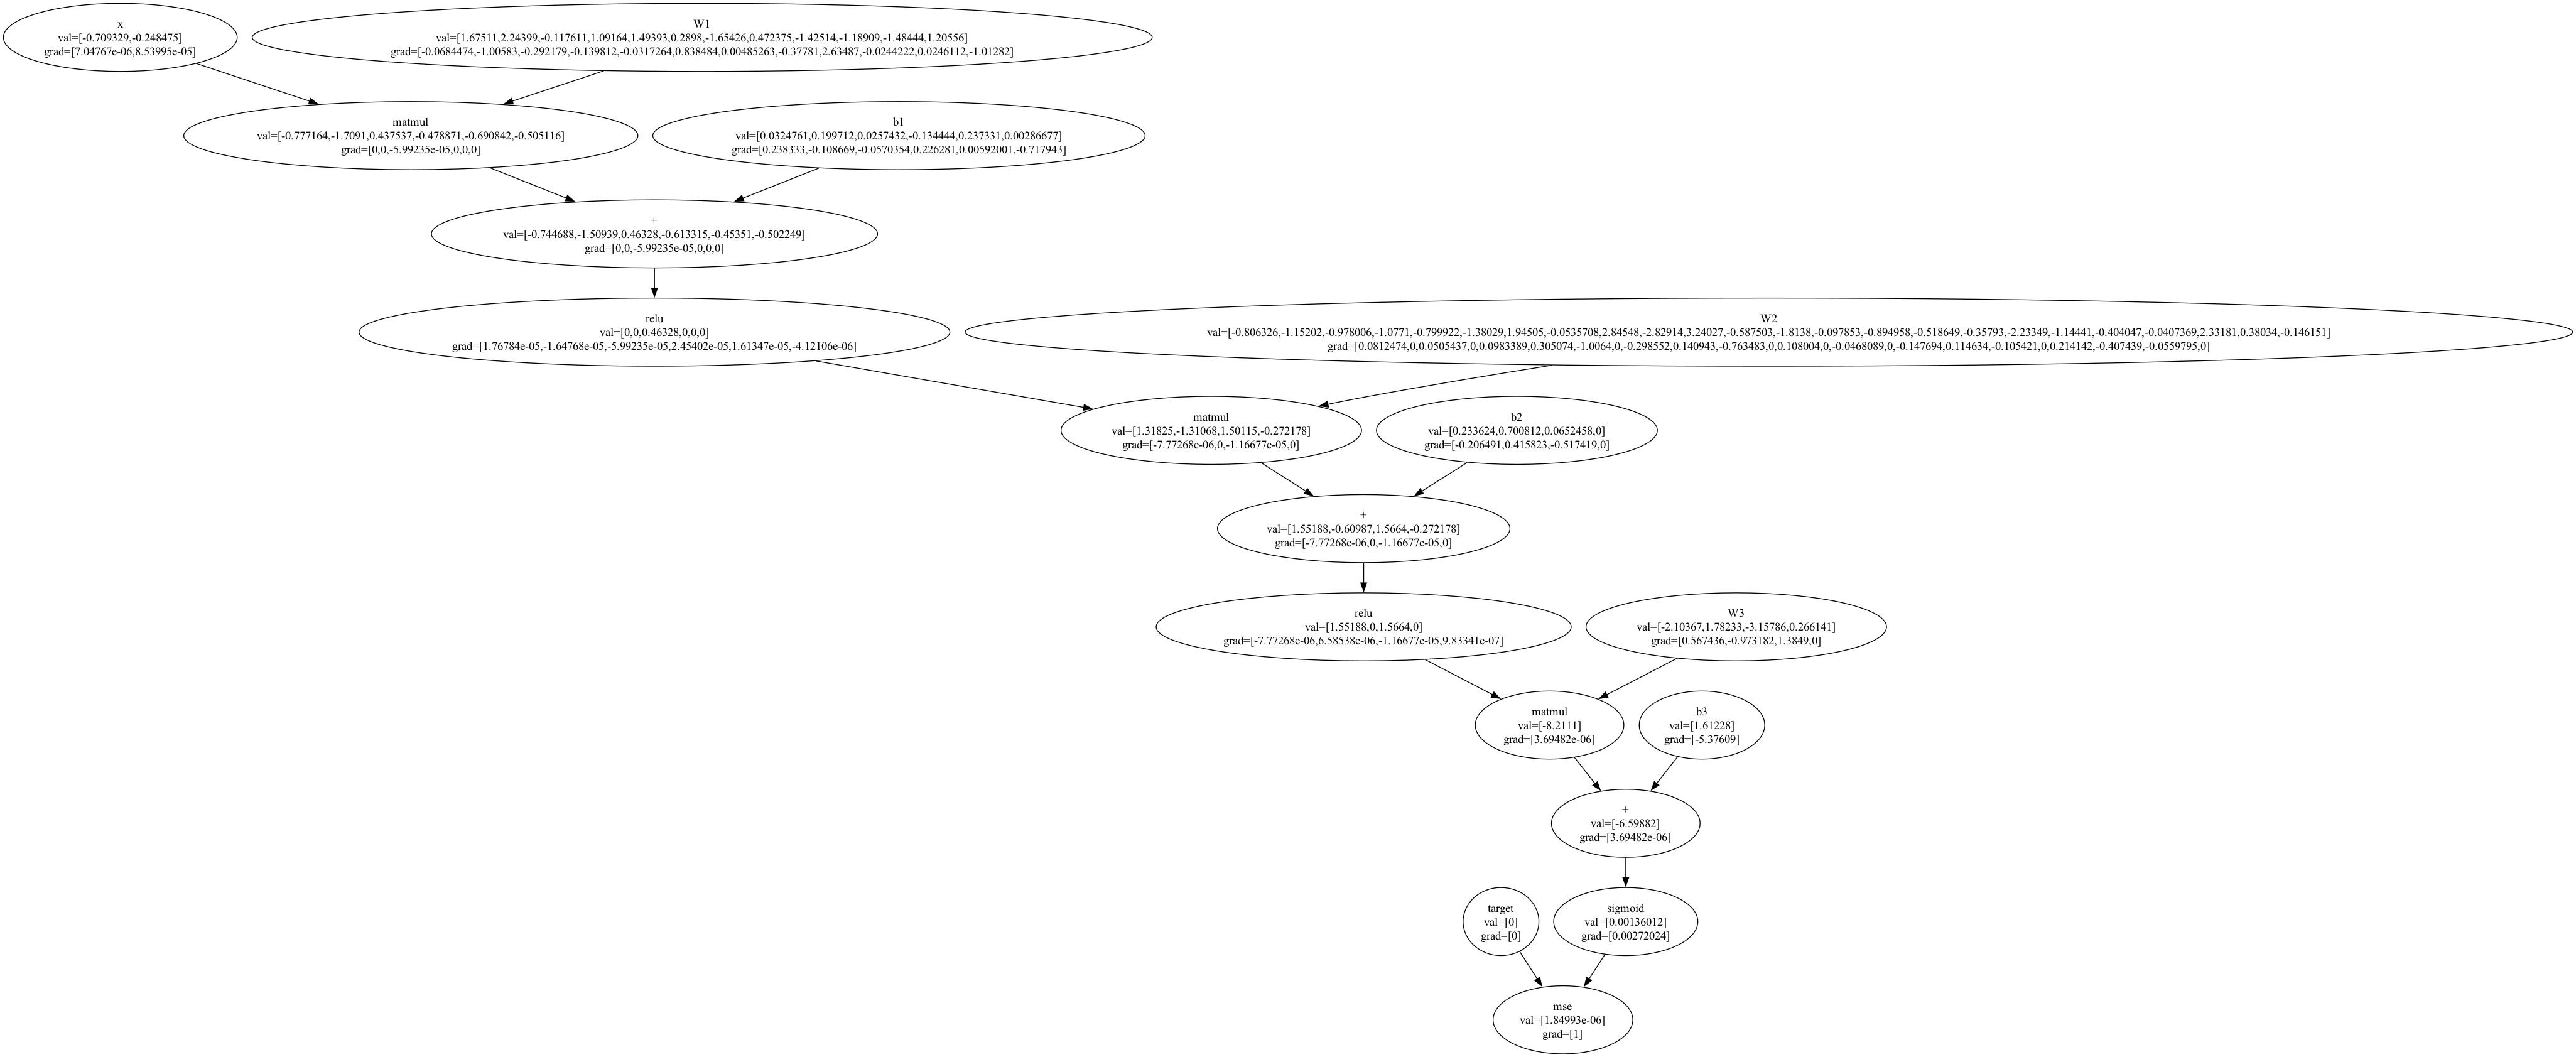 x
val=[-0.709329,-0.248475]
grad=[7.04767e-06,8.53995e-05]
W1
val=[1.67511,2.24399,-0.117611,1.09164,1.49393,0.2898,-1.65426,0.472375,-1.42514,-1.18909,-1.48444,1.20556]
grad=[-0.0684474,-1.00583,-0.292179,-0.139812,-0.0317264,0.838484,0.00485263,-0.37781,2.63487,-0.0244222,0.0246112,-1.01282]
matmul
val=[-0.777164,-1.7091,0.437537,-0.478871,-0.690842,-0.505116]
grad=[0,0,-5.99235e-05,0,0,0]
b1
val=[0.0324761,0.199712,0.0257432,-0.134444,0.237331,0.00286677]
grad=[0.238333,-0.108669,-0.0570354,0.226281,0.00592001,-0.717943]
+
val=[-0.744688,-1.50939,0.46328,-0.613315,-0.45351,-0.502249]
grad=[0,0,-5.99235e-05,0,0,0]
relu
val=[0,0,0.46328,0,0,0]
grad=[1.76784e-05,-1.64768e-05,-5.99235e-05,2.45402e-05,1.61347e-05,-4.12106e-06]
W2
val=[-0.806326,-1.15202,-0.978006,-1.0771,-0.799922,-1.38029,1.94505,-0.0535708,2.84548,-2.82914,3.24027,-0.587503,-1.8138,-0.097853,-0.894958,-0.518649,-0.35793,-2.23349,-1.14441,-0.404047,-0.0407369,2.33181,0.38034,-0.146151]
grad=[0.0812474,0,0.0505437,0,0.0983389,0.305074,-1.0064,0,-0.298552,0.140943,-0.763483,0,0.108004,0,-0.0468089,0,-0.147694,0.114634,-0.105421,0,0.214142,-0.407439,-0.0559795,0]
matmul
val=[1.31825,-1.31068,1.50115,-0.272178]
grad=[-7.77268e-06,0,-1.16677e-05,0]
b2
val=[0.233624,0.700812,0.0652458,0]
grad=[-0.206491,0.415823,-0.517419,0]
+
val=[1.55188,-0.60987,1.5664,-0.272178]
grad=[-7.77268e-06,0,-1.16677e-05,0]
relu
val=[1.55188,0,1.5664,0]
grad=[-7.77268e-06,6.58538e-06,-1.16677e-05,9.83341e-07]
W3
val=[-2.10367,1.78233,-3.15786,0.266141]
grad=[0.567436,-0.973182,1.3849,0]
matmul
val=[-8.2111]
grad=[3.69482e-06]
b3
val=[1.61228]
grad=[-5.37609]
+
val=[-6.59882]
grad=[3.69482e-06]
target
val=[0]
grad=[0]
sigmoid
val=[0.00136012]
grad=[0.00272024]
mse
val=[1.84993e-06]
grad=[1]